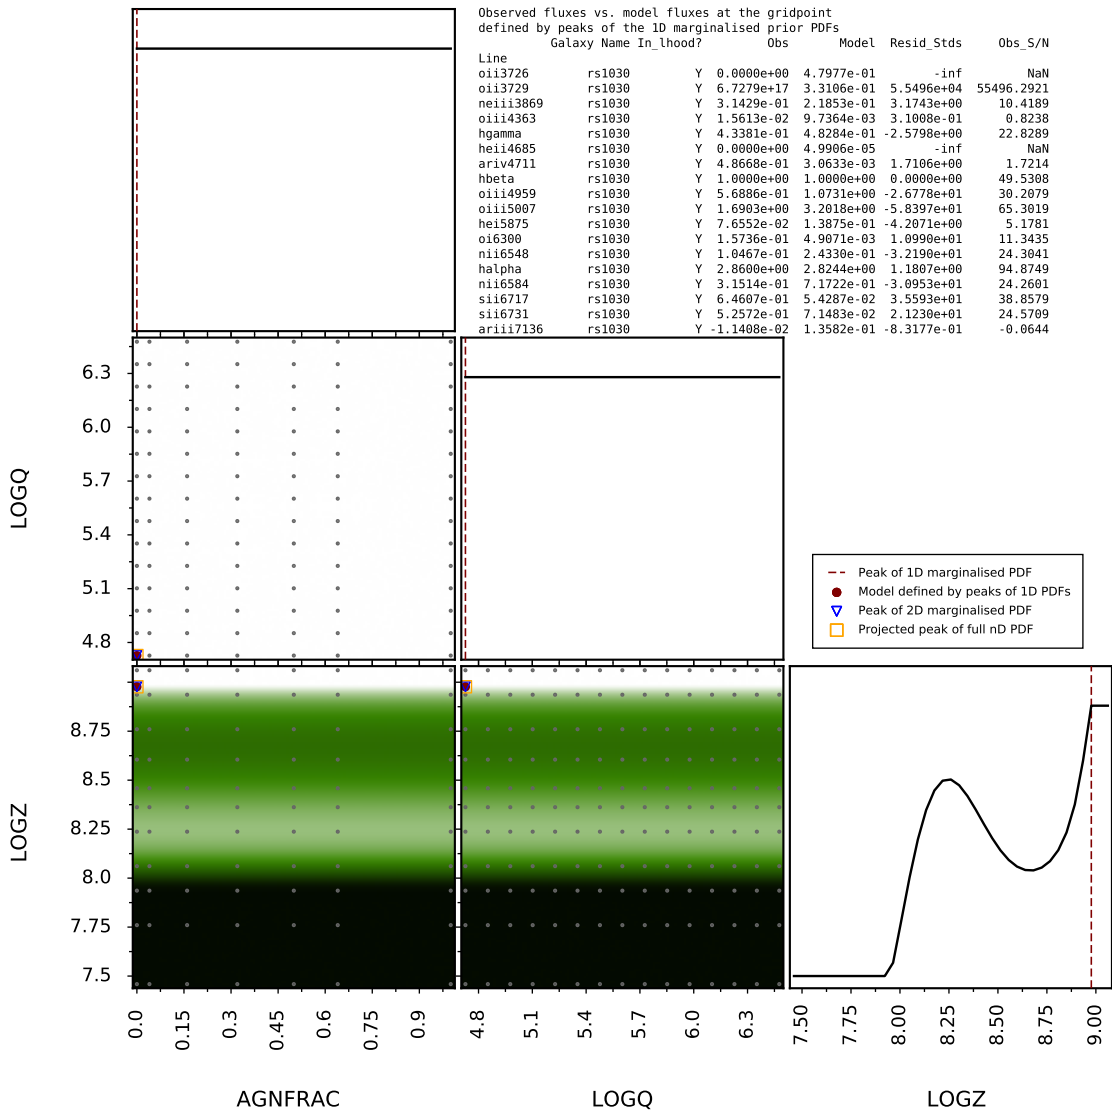 Observed fluxes vs. model fluxes at the gridpoint
defined by peaks of the 1D marginalised prior PDFs
Galaxy Name In_lhood? Obs Model Resid_Stds Obs_S/N
Line
oii3726 rs1030 Y 0.0000e+00 4.7977e-01 -inf NaN
oii3729 rs1030 Y 6.7279e+17 3.3106e-01 5.5496e+04 55496.2921
neiii3869 rs1030 Y 3.1429e-01 2.1853e-01 3.1743e+00 10.4189
oiii4363 rs1030 Y 1.5613e-02 9.7364e-03 3.1008e-01 0.8238
hgamma rs1030 Y 4.3381e-01 4.8284e-01 -2.5798e+00 22.8289
heii4685 rs1030 Y 0.0000e+00 4.9906e-05 -inf NaN
ariv4711 rs1030 Y 4.8668e-01 3.0633e-03 1.7106e+00 1.7214
hbeta rs1030 Y 1.0000e+00 1.0000e+00 0.0000e+00 49.5308
oiii4959 rs1030 Y 5.6886e-01 1.0731e+00 -2.6778e+01 30.2079
oiii5007 rs1030 Y 1.6903e+00 3.2018e+00 -5.8397e+01 65.3019
hei5875 rs1030 Y 7.6552e-02 1.3875e-01 -4.2071e+00 5.1781
oi6300 rs1030 Y 1.5736e-01 4.9071e-03 1.0990e+01 11.3435
nii6548 rs1030 Y 1.0467e-01 2.4330e-01 -3.2190e+01 24.3041
halpha rs1030 Y 2.8600e+00 2.8244e+00 1.1807e+00 94.8749
nii6584 rs1030 Y 3.1514e-01 7.1722e-01 -3.0953e+01 24.2601
sii6717 rs1030 Y 6.4607e-01 5.4287e-02 3.5593e+01 38.8579
sii6731 rs1030 Y 5.2572e-01 7.1483e-02 2.1230e+01 24.5709
ariii7136 rs1030 Y -1.1408e-02 1.3582e-01 -8.3177e-01 -0.0644
6.3
6.0
5.7
5.4
5.1
4.8
LOGQ
Peak of 1D marginalised PDF
Model defined by peaks of 1D PDFs
Peak of 2D marginalised PDF
Projected peak of full nD PDF
8.75
8.5
8.25
8.0
7.75
7.5
LOGZ
0.0 0.15 0.3 0.45 0.6 0.75 0.9
4.8 5.1 5.4 5.7 6.0 6.3
7.50 7.75 8.00 8.25 8.50 8.75 9.00
AGNFRAC LOGQ LOGZ